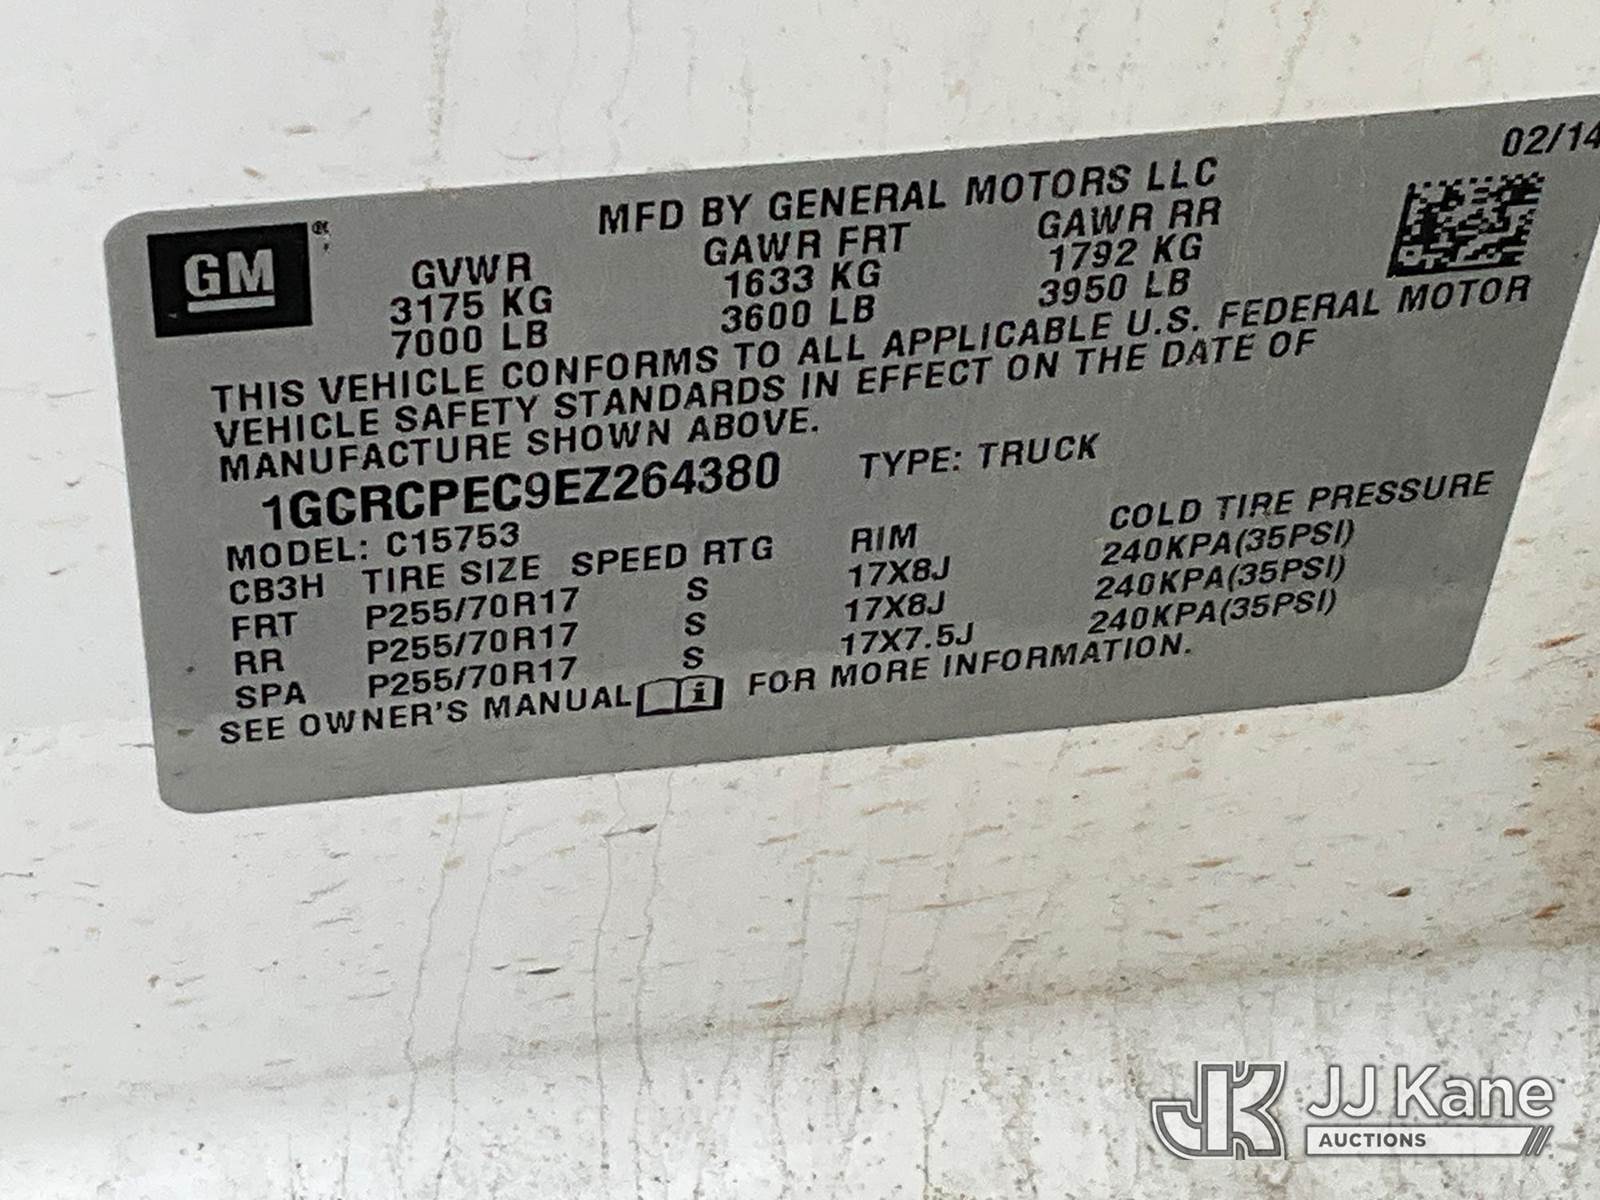 02/14
MFD BY GENERAL MOTORS LLC
GM®
GVWR GAWR FRT GAWR RR
3175 KG 1633 KG 1792 KG
7000 LB 3600 LB 3950 LB
THIS VEHICLE CONFORMS TO ALL APPLICABLE U.S. FEDERAL MOTOR
VEHICLE SAFETY STANDARDS IN EFFECT ON THE DATE OF
MANUFACTURE SHOWN ABOVE.
1GCRCPEC9EZ264380 TYPE: TRUCK
MODEL: C15753
CB3H TIRE SIZE SPEED RTG RIM COLD TIRE PRESSURE
FRT P255/70R17 S 17X8J 240KPA(35PSI)
RR P255/70R17 S 17X8J 240KPA(35PSI)
SPA P255/70R17 S 17X7.5J 240KPA(35PSI)
SEE OWNER'S MANUAL i FOR MORE INFORMATION.
JK JJ Kane
AUCTIONS